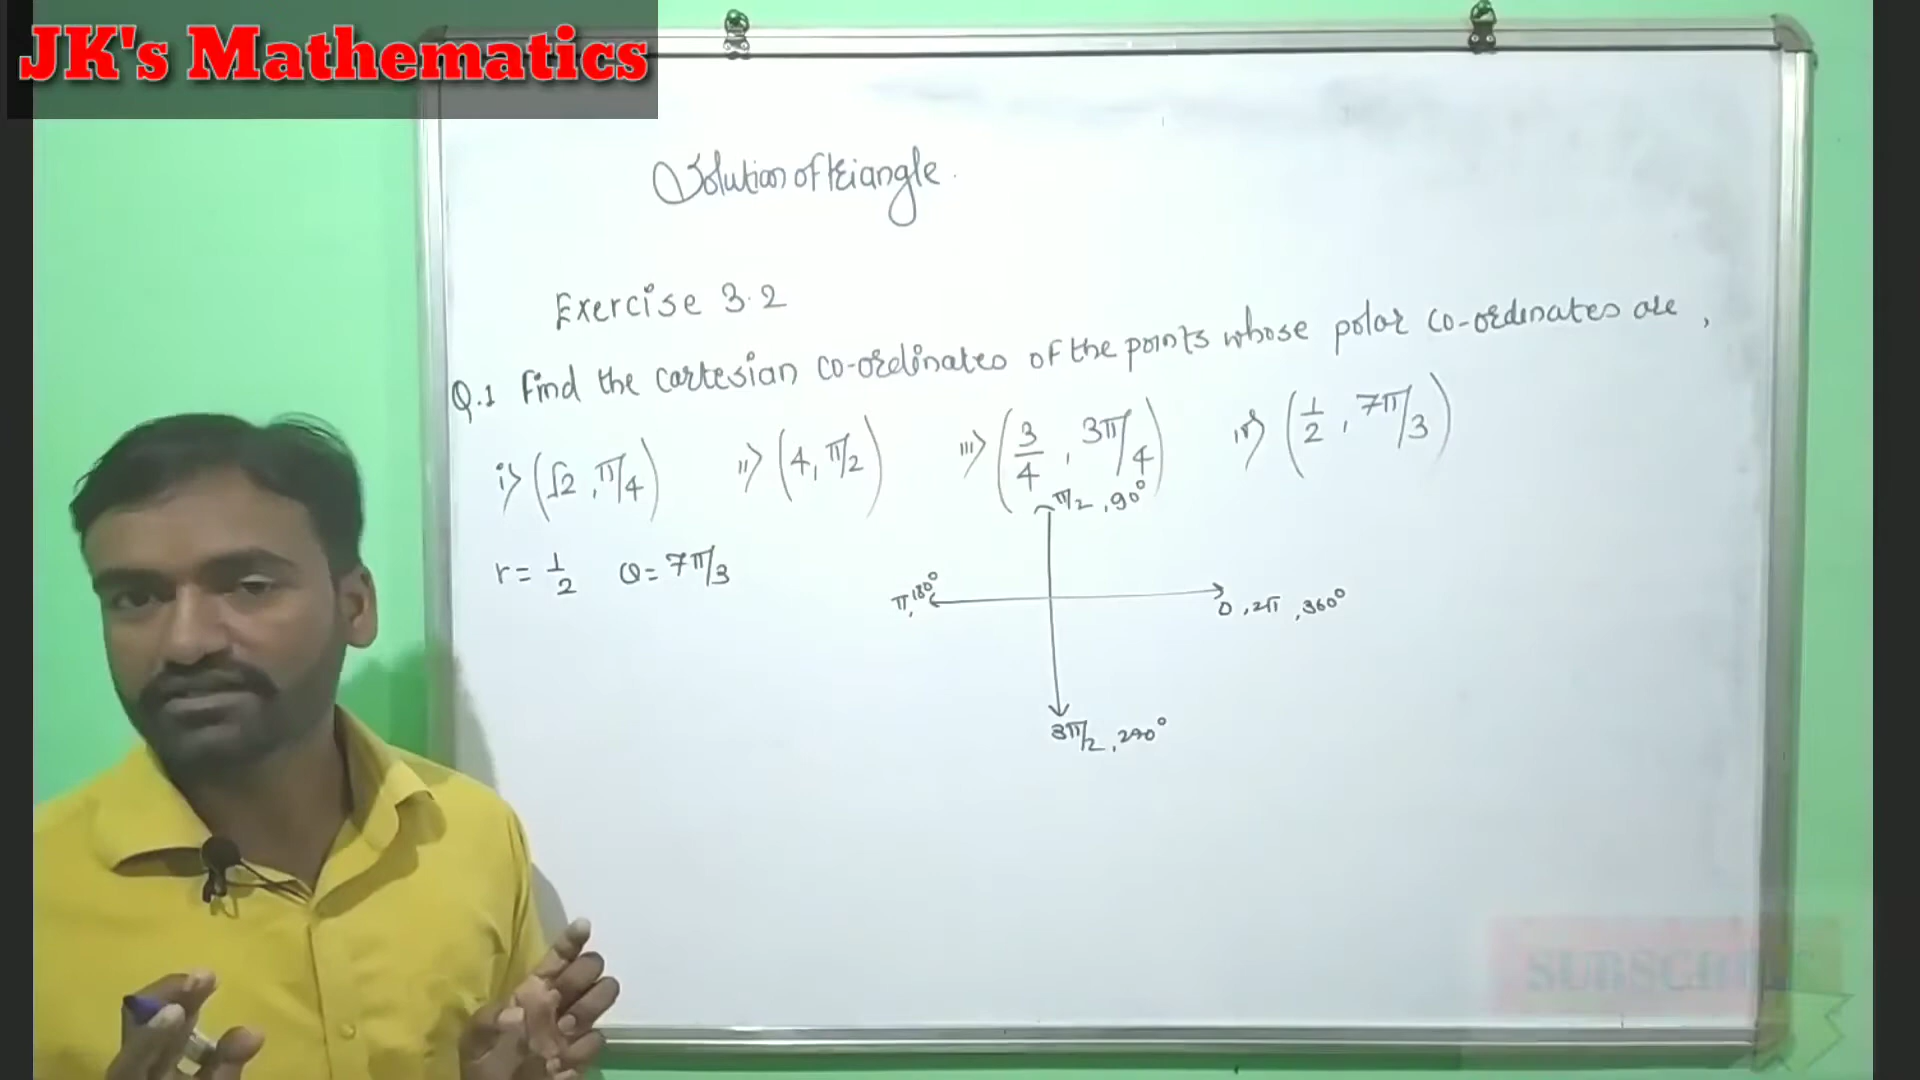 JK's Mathematics
Solution of triangle.
Exercise 3.2
Q.1 Find the cartesian co-ordinates of the points whose polar co-ordinates are,
i> (√2, π/4) ii> (4, π/2) iii> (3/4, 3π/4) iv> (1/2, 7π/3)
π/2, 90°
r = 1/2 θ = 7π/3
π, 180°
0, 2π, 360°
3π/2, 270°
SUBSCRIBE